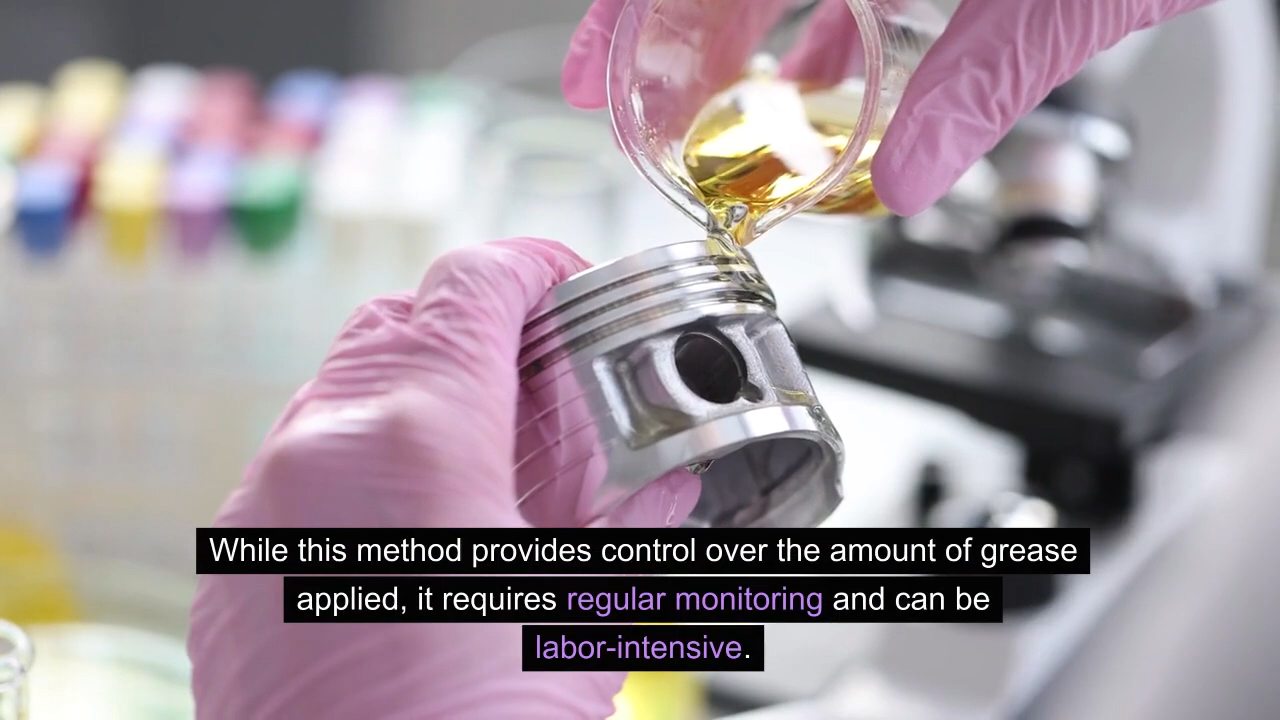 While this method provides control over the amount of grease
applied, it requires regular monitoring and can be
labor-intensive.